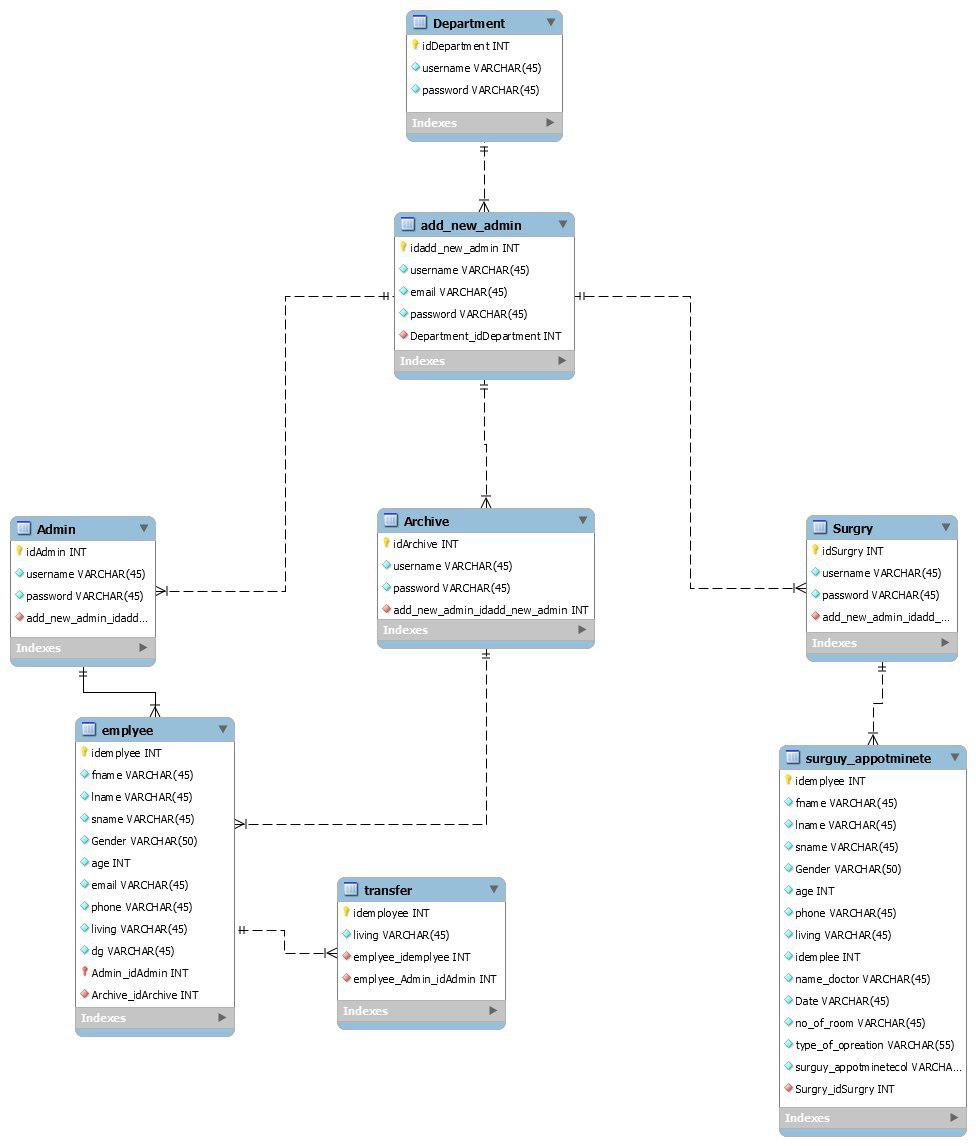 Department
idDepartment INT
username VARCHAR(45)
password VARCHAR(45)
Indexes
add_new_admin
idadd_new_admin INT
username VARCHAR(45)
email VARCHAR(45)
password VARCHAR(45)
Department_idDepartment INT
Indexes
Admin
idAdmin INT
username VARCHAR(45)
password VARCHAR(45)
add_new_admin_idadd...
Indexes
Archive
idArchive INT
username VARCHAR(45)
password VARCHAR(45)
add_new_admin_idadd_new_admin INT
Indexes
Surgry
idSurgry INT
username VARCHAR(45)
password VARCHAR(45)
add_new_admin_idadd_...
Indexes
emplyee
idemplyee INT
fname VARCHAR(45)
lname VARCHAR(45)
sname VARCHAR(45)
Gender VARCHAR(50)
age INT
email VARCHAR(45)
phone VARCHAR(45)
living VARCHAR(45)
dg VARCHAR(45)
Admin_idAdmin INT
Archive_idArchive INT
Indexes
transfer
idemployee INT
living VARCHAR(45)
emplyee_idemplyee INT
emplyee_Admin_idAdmin INT
Indexes
surguy_appotminete
idemplyee INT
fname VARCHAR(45)
lname VARCHAR(45)
sname VARCHAR(45)
Gender VARCHAR(50)
age INT
phone VARCHAR(45)
living VARCHAR(45)
idemplee INT
name_doctor VARCHAR(45)
Date VARCHAR(45)
no_of_room VARCHAR(45)
type_of_opreation VARCHAR(55)
surguy_appotminetecol VARCHA...
Surgry_idSurgry INT
Indexes